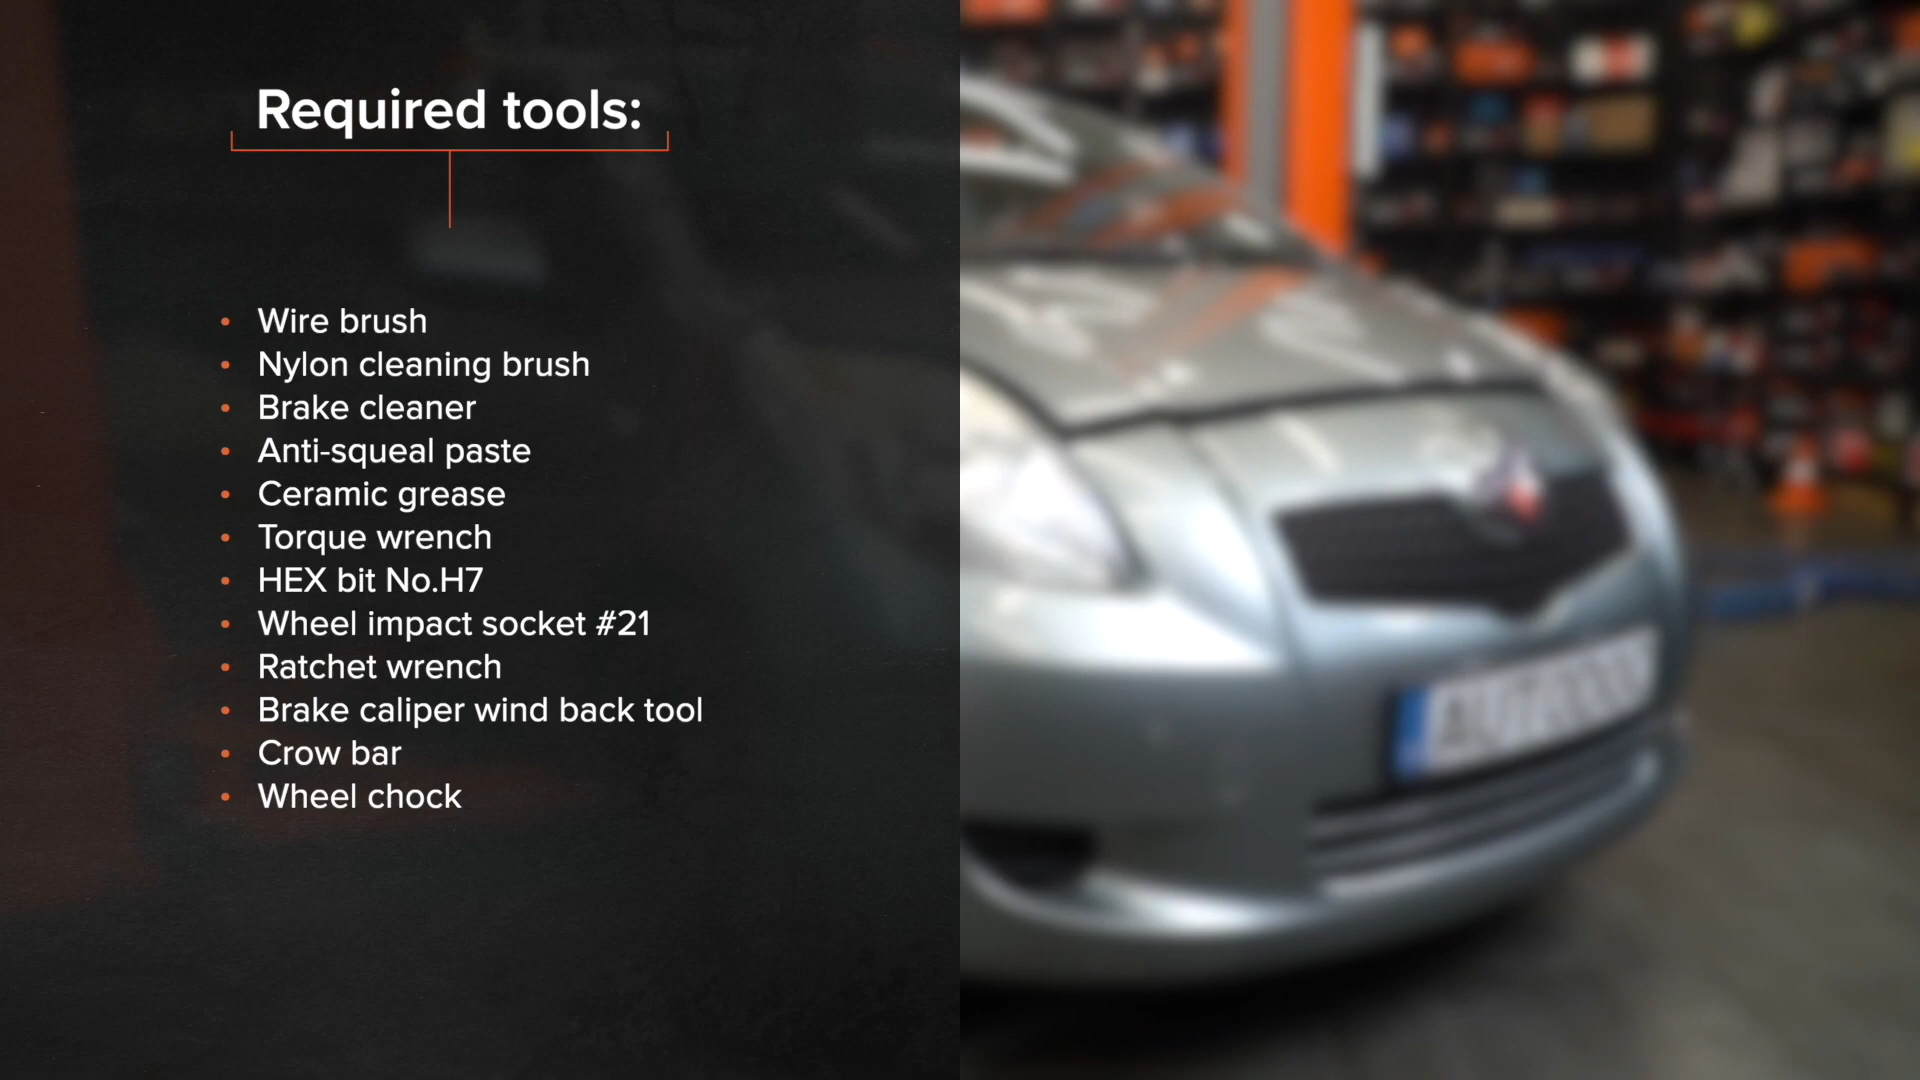 Required tools:
Wire brush
Nylon cleaning brush
Brake cleaner
Anti-squeal paste
Ceramic grease
Torque wrench
HEX bit No.H7
Wheel impact socket #21
Ratchet wrench
Brake caliper wind back tool
Crow bar
Wheel chock